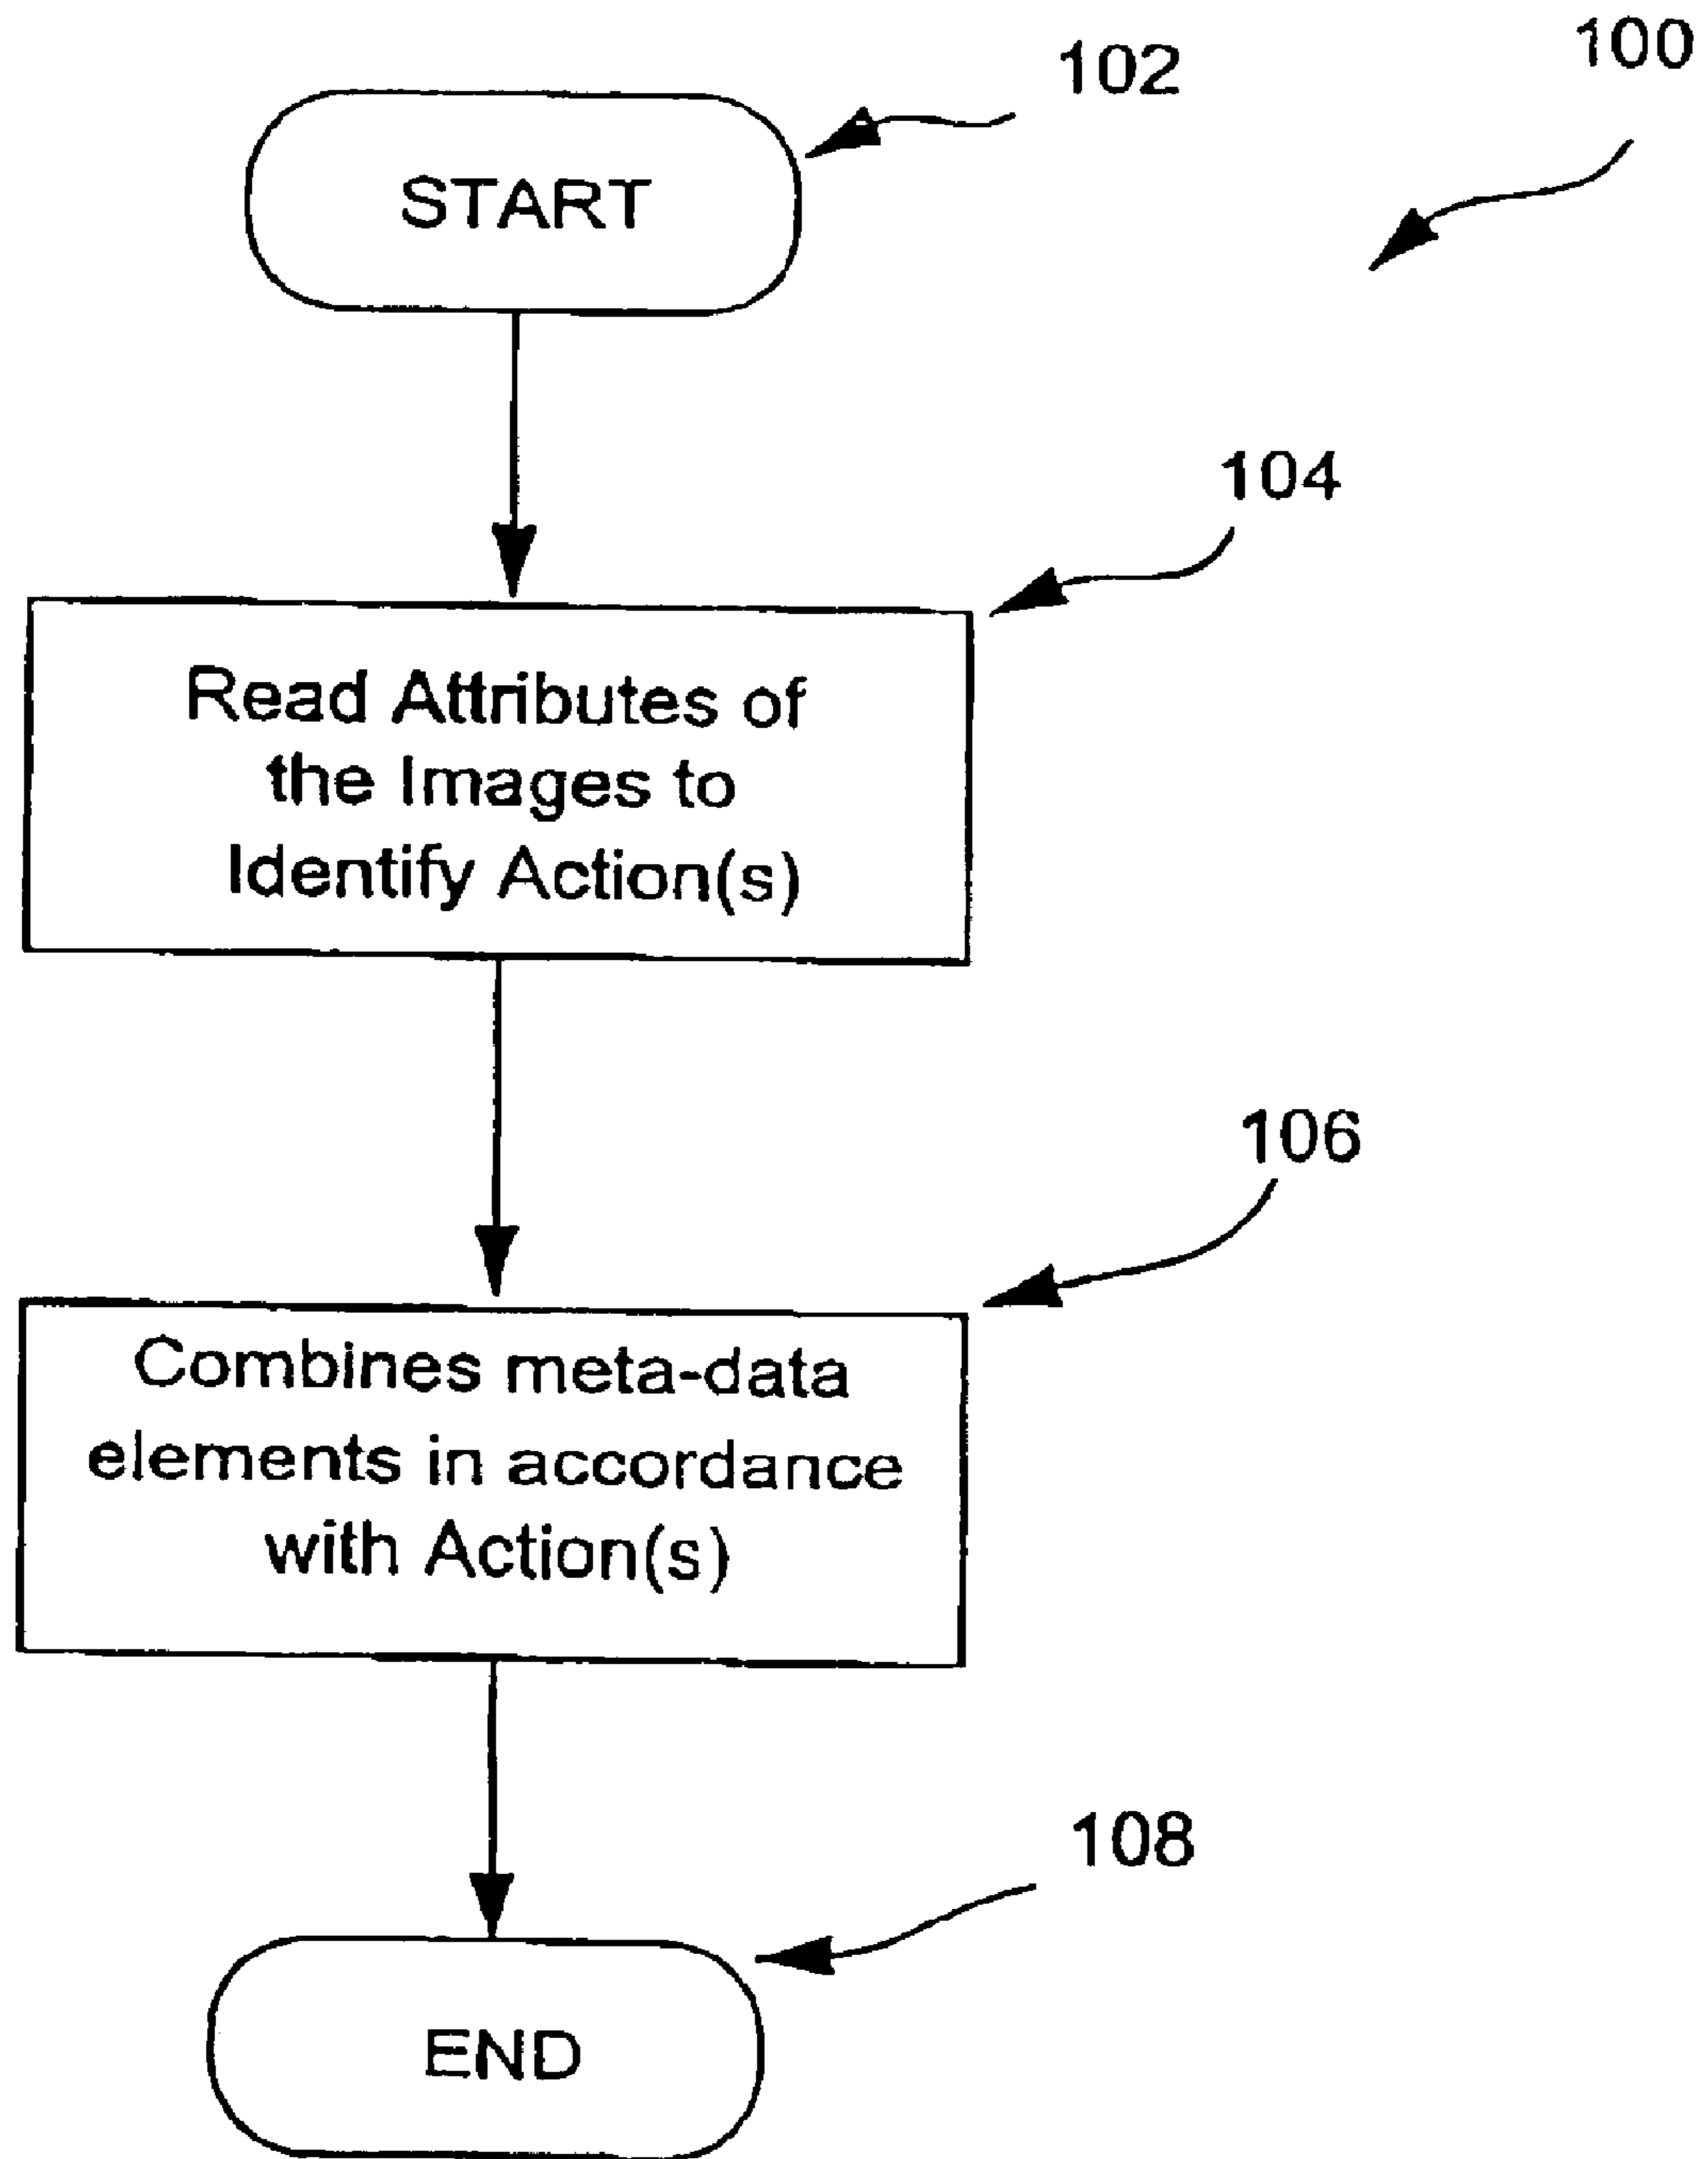 100
102
START
104
Read Attributes of
the Images to
Identify Action(s)
106
Combines meta-data
elements in accordance
with Action(s)
108
END